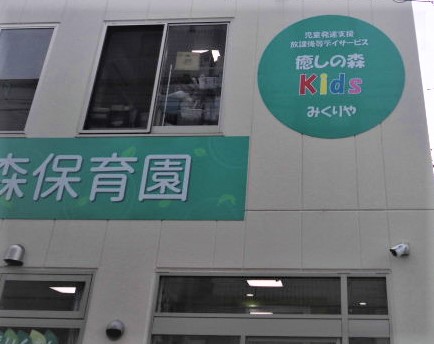 児童発達支援
放課後等デイサービス
癒しの森
Kids
みくりや
森保育園